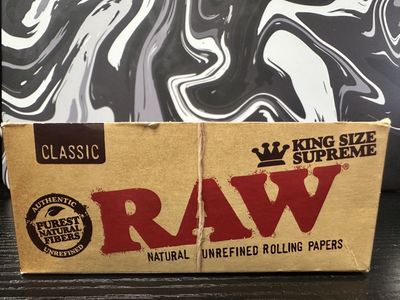 CLASSIC
KING SIZE
SUPREME
RAW®
AUTHENTIC
PUREST
NATURAL
FIBERS
UNREFINED
NATURAL UNREFINED ROLLING PAPERS